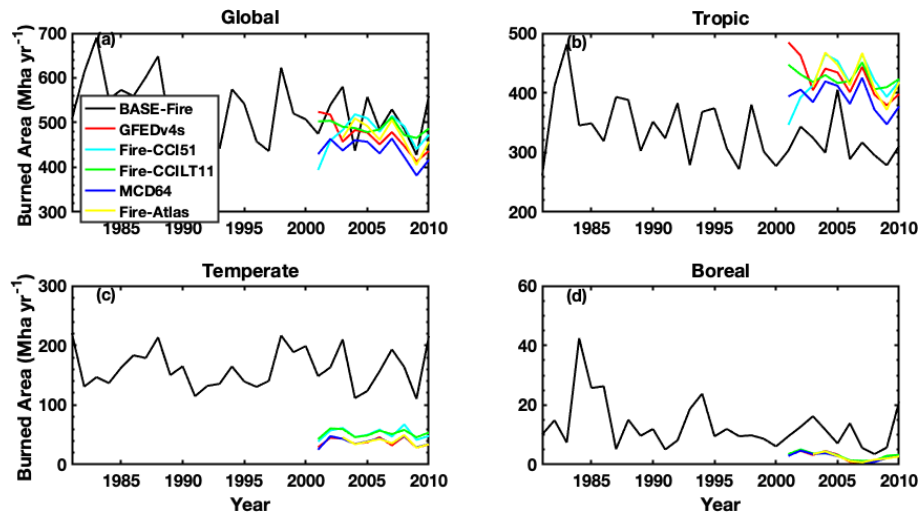 Global
Tropic
Burned Area (Mha yr⁻¹)
700
600
500
400
300
(a)
BASE-Fire
GFEDv4s
Fire-CCI51
Fire-CCILT11
MCD64
Fire-Atlas
1985
1990
1995
2000
2005
2010
500
400
300
200
(b)
1985
1990
1995
2000
2005
2010
Temperate
Boreal
Burned Area (Mha yr⁻¹)
300
200
100
0
(c)
1985
1990
1995
2000
2005
2010
Year
60
40
20
0
(d)
1985
1990
1995
2000
2005
2010
Year